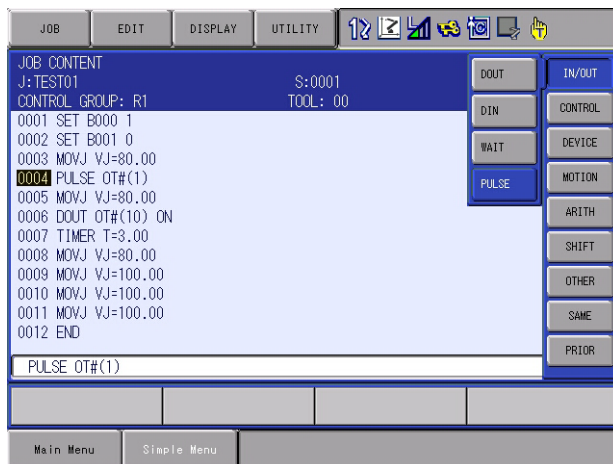 JOB EDIT DISPLAY UTILITY
JOB CONTENT
J:TEST01 S:0001
CONTROL GROUP: R1 TOOL: 00
0001 SET B000 1
0002 SET B001 0
0003 MOVJ VJ=80.00
0004 PULSE OT#(1)
0005 MOVJ VJ=80.00
0006 DOUT OT#(10) ON
0007 TIMER T=3.00
0008 MOVJ VJ=80.00
0009 MOVJ VJ=100.00
0010 MOVJ VJ=100.00
0011 MOVJ VJ=100.00
0012 END
PULSE OT#(1)
DOUT
DIN
WAIT
PULSE
IN/OUT
CONTROL
DEVICE
MOTION
ARITH
SHIFT
OTHER
SAME
PRIOR
Main Menu Simple Menu